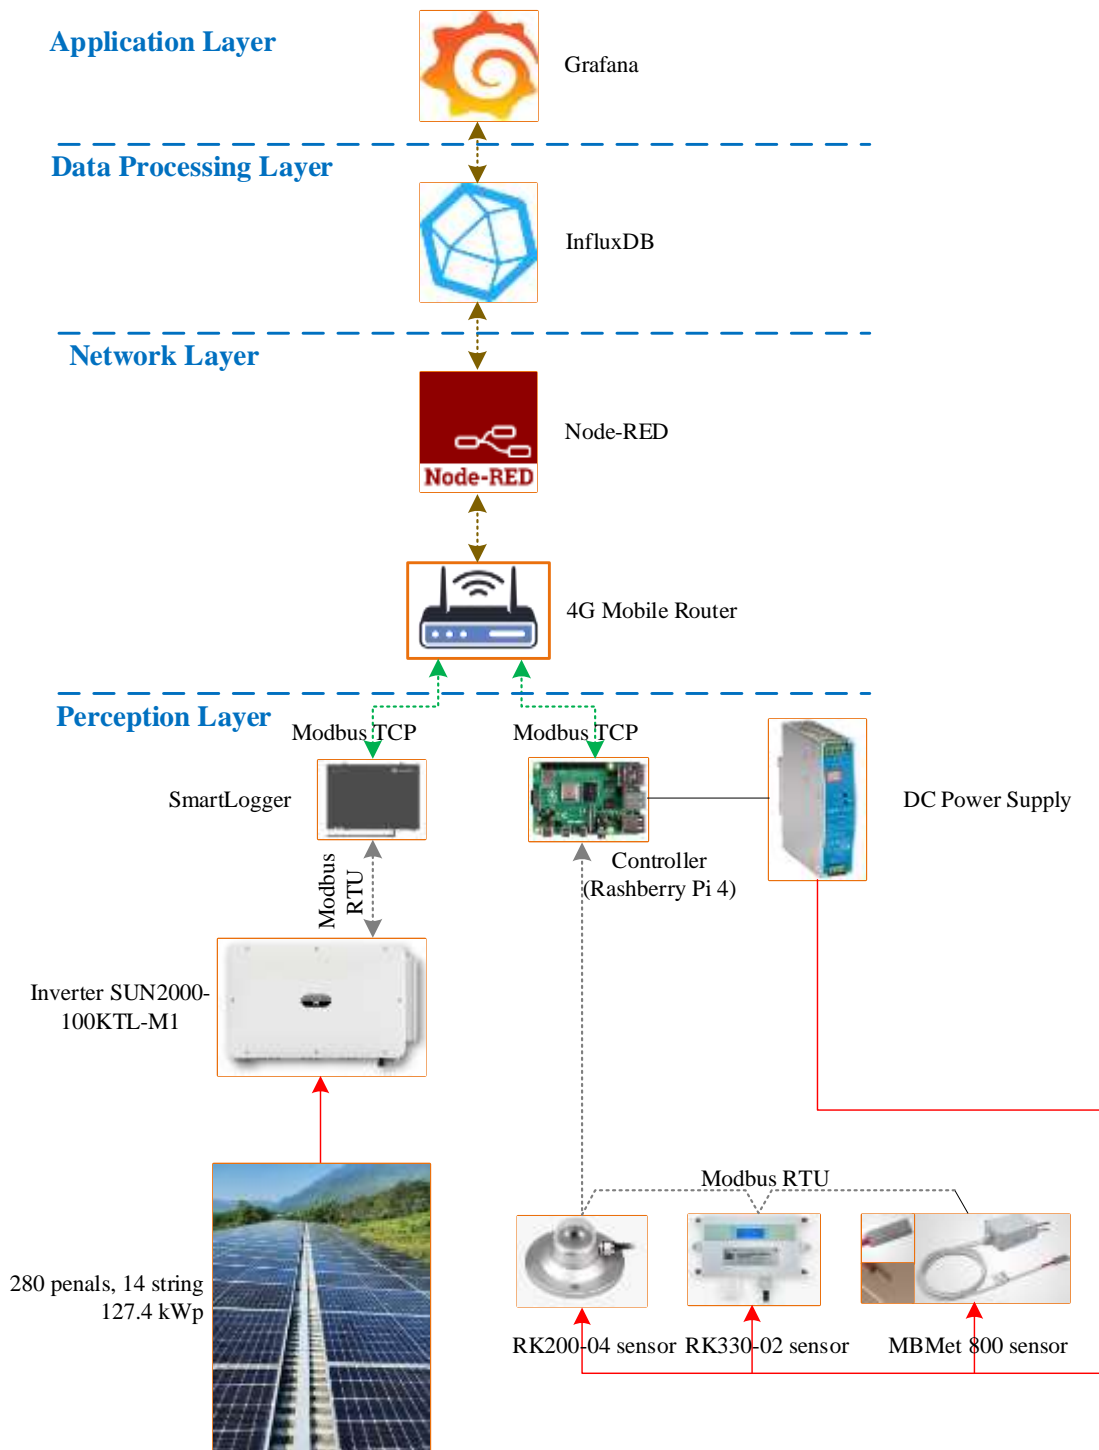 Application Layer
Grafana
Data Processing Layer
InfluxDB
Network Layer
Node-RED
Node-RED
4G Mobile Router
Perception Layer
Modbus TCP
Modbus TCP
SmartLogger
DC Power Supply
Controller
(Rashberry Pi 4)
Modbus
RTU
Inverter SUN2000-
100KTL-M1
Modbus RTU
280 penals, 14 string
127.4 kWp
RK200-04 sensor
RK330-02 sensor
MBMet 800 sensor